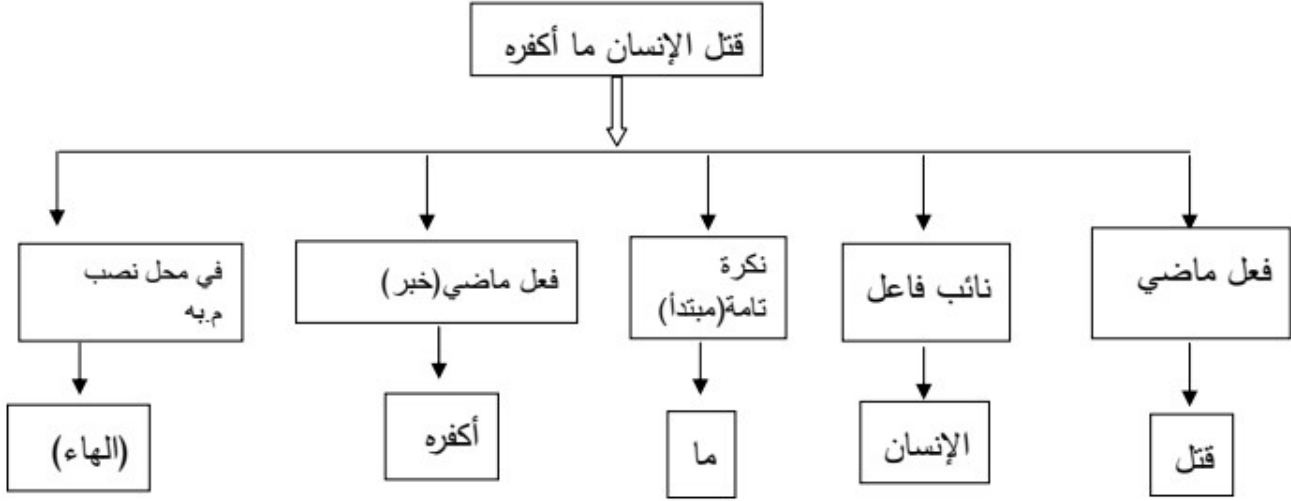 قتل الإنسان ما أكفره
فعل ماضي
نائب فاعل
نكرة
تامة(مبتدأ)
فعل ماضي(خبر)
في محل نصب
م.به
قتل
الإنسان
ما
أكفره
(الهاء)